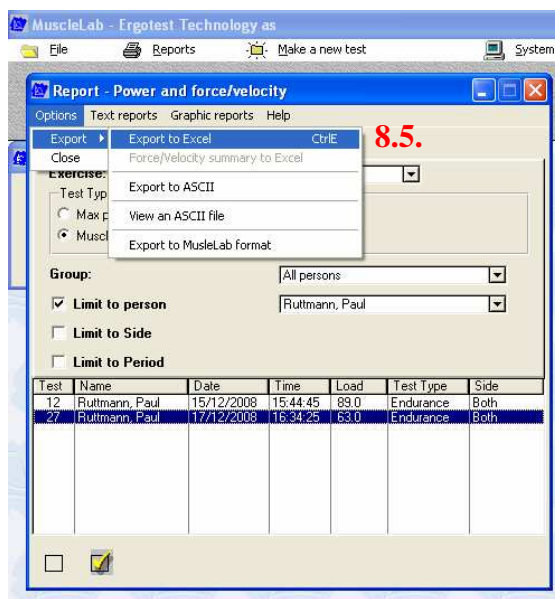 MuscleLab - Ergotest Technology as
File Reports Make a new test System
Report - Power and force/velocity
Options Text reports Graphic reports Help
Export Export to Excel CtrlE 8.5.
Close Force/Velocity summary to Excel
Exercise:
Test Typ
Export to ASCII
Max p
View an ASCII file
Muscl
Export to MusleLab format
Group: All persons
Limit to person Ruttmann, Paul
Limit to Side
Limit to Period
Test Name Date Time Load Test Type Side
12 Ruttmann, Paul 15/12/2008 15:44:45 89.0 Endurance Both
27 Ruttmann, Paul 17/12/2008 16:34:25 63.0 Endurance Both